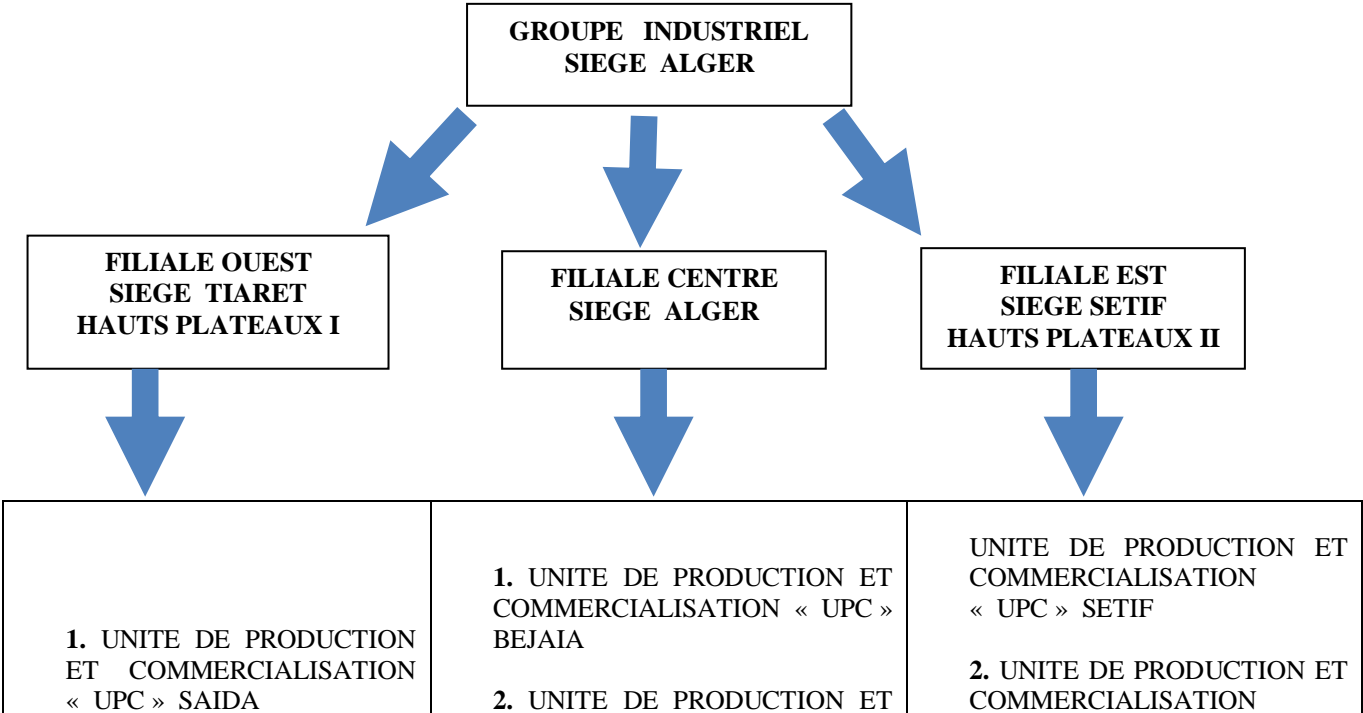 GROUPE INDUSTRIEL
SIEGE ALGER
FILIALE OUEST
SIEGE TIARET
HAUTS PLATEAUX I
FILIALE CENTRE
SIEGE ALGER
FILIALE EST
SIEGE SETIF
HAUTS PLATEAUX II
1. UNITE DE PRODUCTION
ET COMMERCIALISATION
« UPC » SAIDA
1. UNITE DE PRODUCTION ET
COMMERCIALISATION « UPC »
BEJAIA
2. UNITE DE PRODUCTION ET
UNITE DE PRODUCTION ET
COMMERCIALISATION
« UPC » SETIF
2. UNITE DE PRODUCTION ET
COMMERCIALISATION